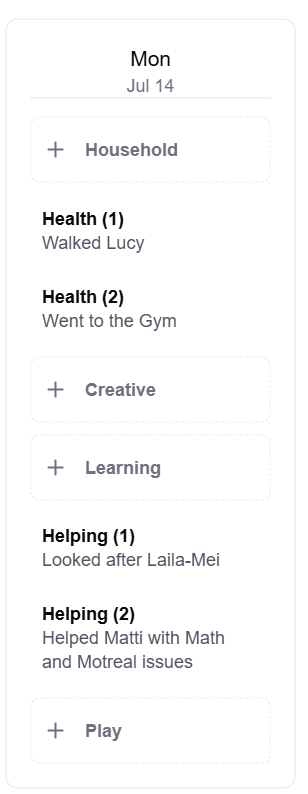 Mon
Jul 14
+ Household
Health (1)
Walked Lucy
Health (2)
Went to the Gym
+ Creative
+ Learning
Helping (1)
Looked after Laila-Mei
Helping (2)
Helped Matti with Math
and Motreal issues
+ Play